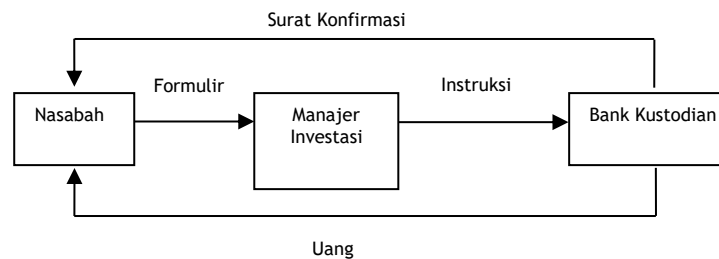 Surat Konfirmasi
Formulir
Instruksi
Nasabah
Manajer
Investasi
Bank Kustodian
Uang